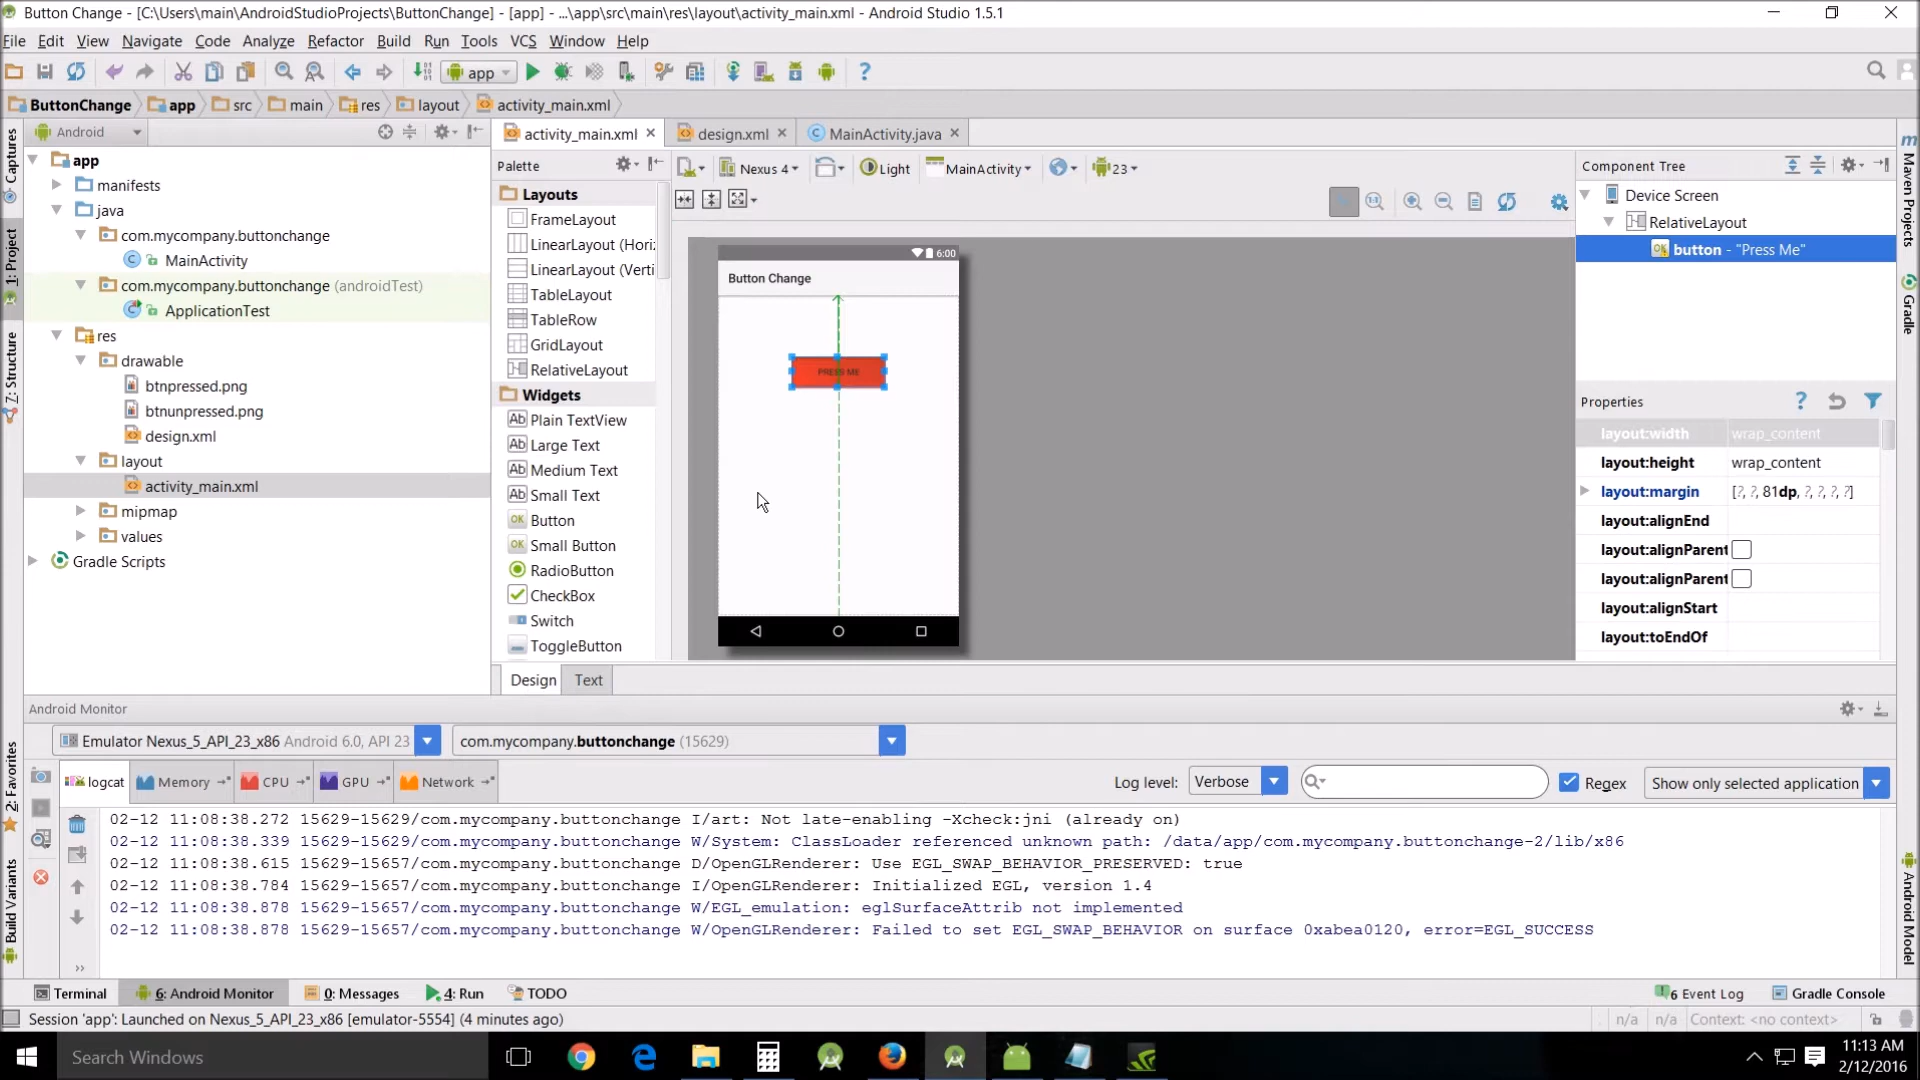 Button Change - [C:\Users\main\AndroidStudioProjects\ButtonChange] - [app] - ...\app\src\main\res\layout\activity_main.xml - Android Studio 1.5.1
File Edit View Navigate Code Analyze Refactor Build Run Tools VCS Window Help
app
ButtonChange app src main res layout activity_main.xml
Captures
1: Project
Z: Structure
2: Favorites
Build Variants
Android
app
manifests
java
com.mycompany.buttonchange
MainActivity
com.mycompany.buttonchange (androidTest)
ApplicationTest
res
drawable
btnpressed.png
btnunpressed.png
design.xml
layout
activity_main.xml
mipmap
values
Gradle Scripts
activity_main.xml design.xml MainActivity.java
Palette
Layouts
FrameLayout
LinearLayout (Horiz
LinearLayout (Verti
TableLayout
TableRow
GridLayout
RelativeLayout
Widgets
Plain TextView
Large Text
Medium Text
Small Text
Button
Small Button
RadioButton
CheckBox
Switch
ToggleButton
Nexus 4 Light MainActivity 23
6:00
Button Change
PRESS ME
Design Text
Component Tree
Device Screen
RelativeLayout
button - "Press Me"
Properties
layout:width wrap_content
layout:height wrap_content
layout:margin [?, ?, 81dp, ?, ?, ?, ?]
layout:alignEnd
layout:alignParent
layout:alignParent
layout:alignStart
layout:toEndOf
Maven Projects
Gradle
Android Model
Android Monitor
Emulator Nexus_5_API_23_x86 Android 6.0, API 23 com.mycompany.buttonchange (15629)
logcat Memory CPU GPU Network Log level: Verbose Regex Show only selected application
02-12 11:08:38.272 15629-15629/com.mycompany.buttonchange I/art: Not late-enabling -Xcheck:jni (already on)
02-12 11:08:38.339 15629-15629/com.mycompany.buttonchange W/System: ClassLoader referenced unknown path: /data/app/com.mycompany.buttonchange-2/lib/x86
02-12 11:08:38.615 15629-15657/com.mycompany.buttonchange D/OpenGLRenderer: Use EGL_SWAP_BEHAVIOR_PRESERVED: true
02-12 11:08:38.784 15629-15657/com.mycompany.buttonchange I/OpenGLRenderer: Initialized EGL, version 1.4
02-12 11:08:38.878 15629-15657/com.mycompany.buttonchange W/EGL_emulation: eglSurfaceAttrib not implemented
02-12 11:08:38.878 15629-15657/com.mycompany.buttonchange W/OpenGLRenderer: Failed to set EGL_SWAP_BEHAVIOR on surface 0xabea0120, error=EGL_SUCCESS
Terminal 6: Android Monitor 0: Messages 4: Run TODO 6 Event Log Gradle Console
Session 'app': Launched on Nexus_5_API_23_x86 [emulator-5554] (4 minutes ago) n/a n/a Context: <no context>
Search Windows
11:13 AM
2/12/2016